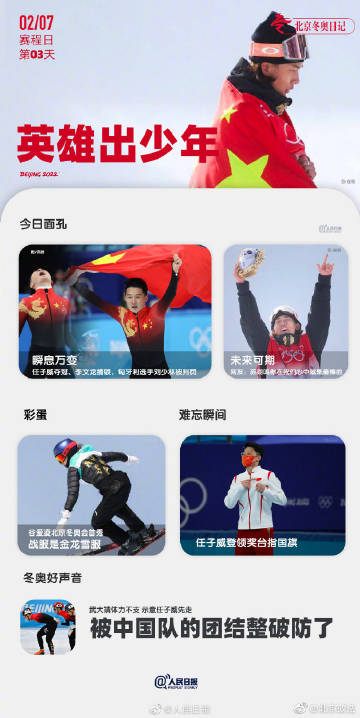 02/07
赛程日
第03天
北京冬奥日记
英雄出少年
BEIJING 2022
今日面孔
@人民日报
瞬息万变
任子威夺冠、李文龙摘银，匈牙利选手刘少林被判罚
未来可期
彩蛋
难忘瞬间
谷爱凌北京冬奥会首秀
战服是金龙雪服
任子威登领奖台指国旗
冬奥好声音
武大靖体力不支 示意任子威先走
被中国队的团结整破防了
@人民日报
PEOPLE'S DAILY
@人民日报